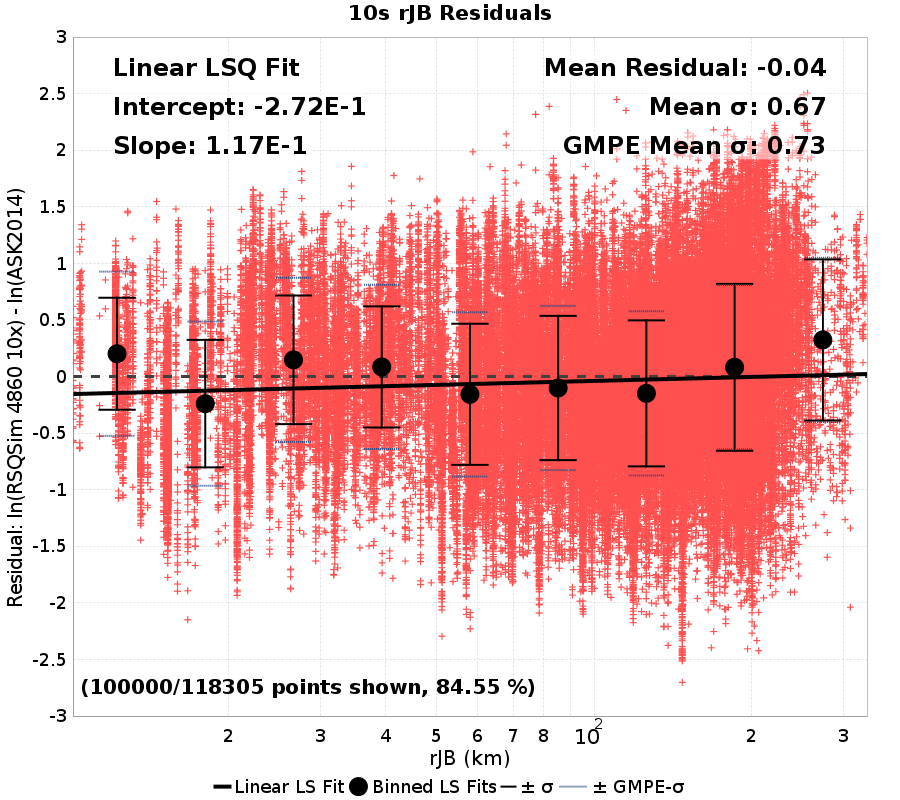 10s rJB Residuals
Linear LSQ Fit
Intercept: -2.72E-1
Slope: 1.17E-1
Mean Residual: -0.04
Mean σ: 0.67
GMPE Mean σ: 0.73
3
2.5
2
1.5
1
0.5
0
-0.5
-1
-1.5
-2
-2.5
-3
Residual: ln(RSQSim 4860 10x) - ln(ASK2014)
(100000/118305 points shown, 84.55 %)
2 3 4 5 6 7 8 10² 2 3
rJB (km)
Linear LS Fit Binned LS Fits ± σ ± GMPE-σ